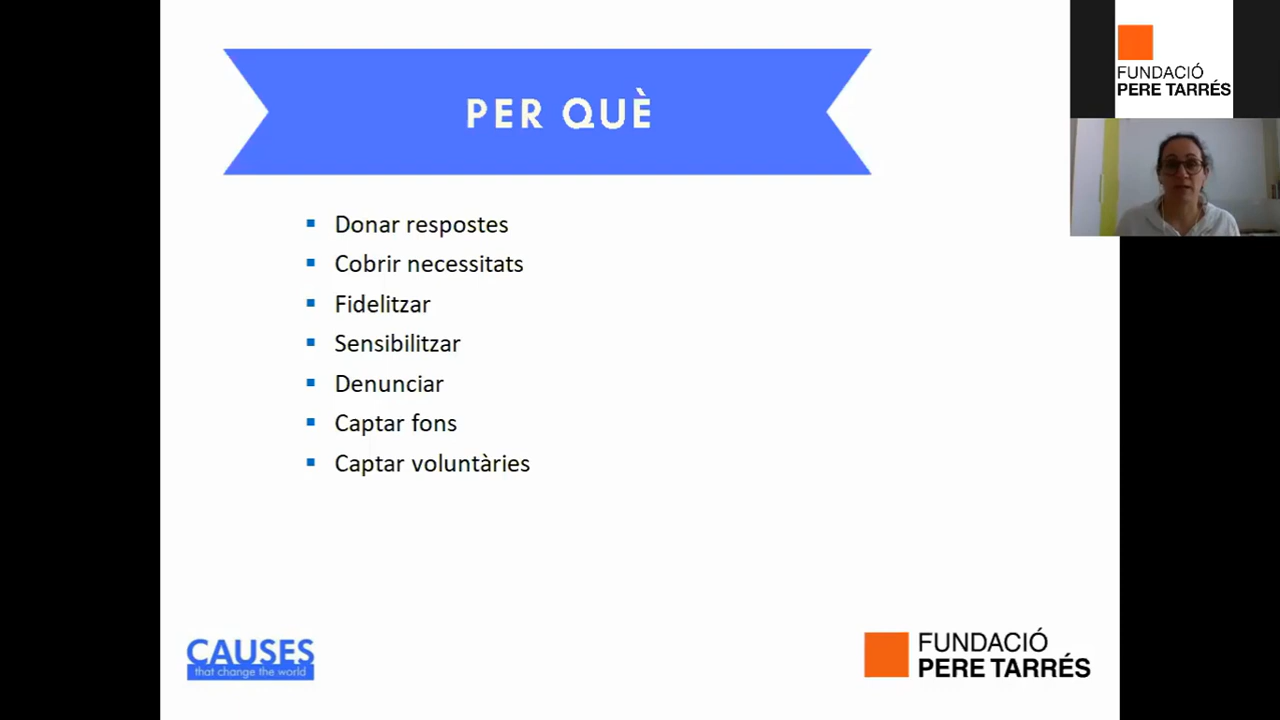 PER QUÈ
Donar respostes
Cobrir necessitats
Fidelitzar
Sensibilitzar
Denunciar
Captar fons
Captar voluntàries
CAUSES
that change the world
FUNDACIÓ
PERE TARRÉS
FUNDACIÓ
PERE TARRÉS